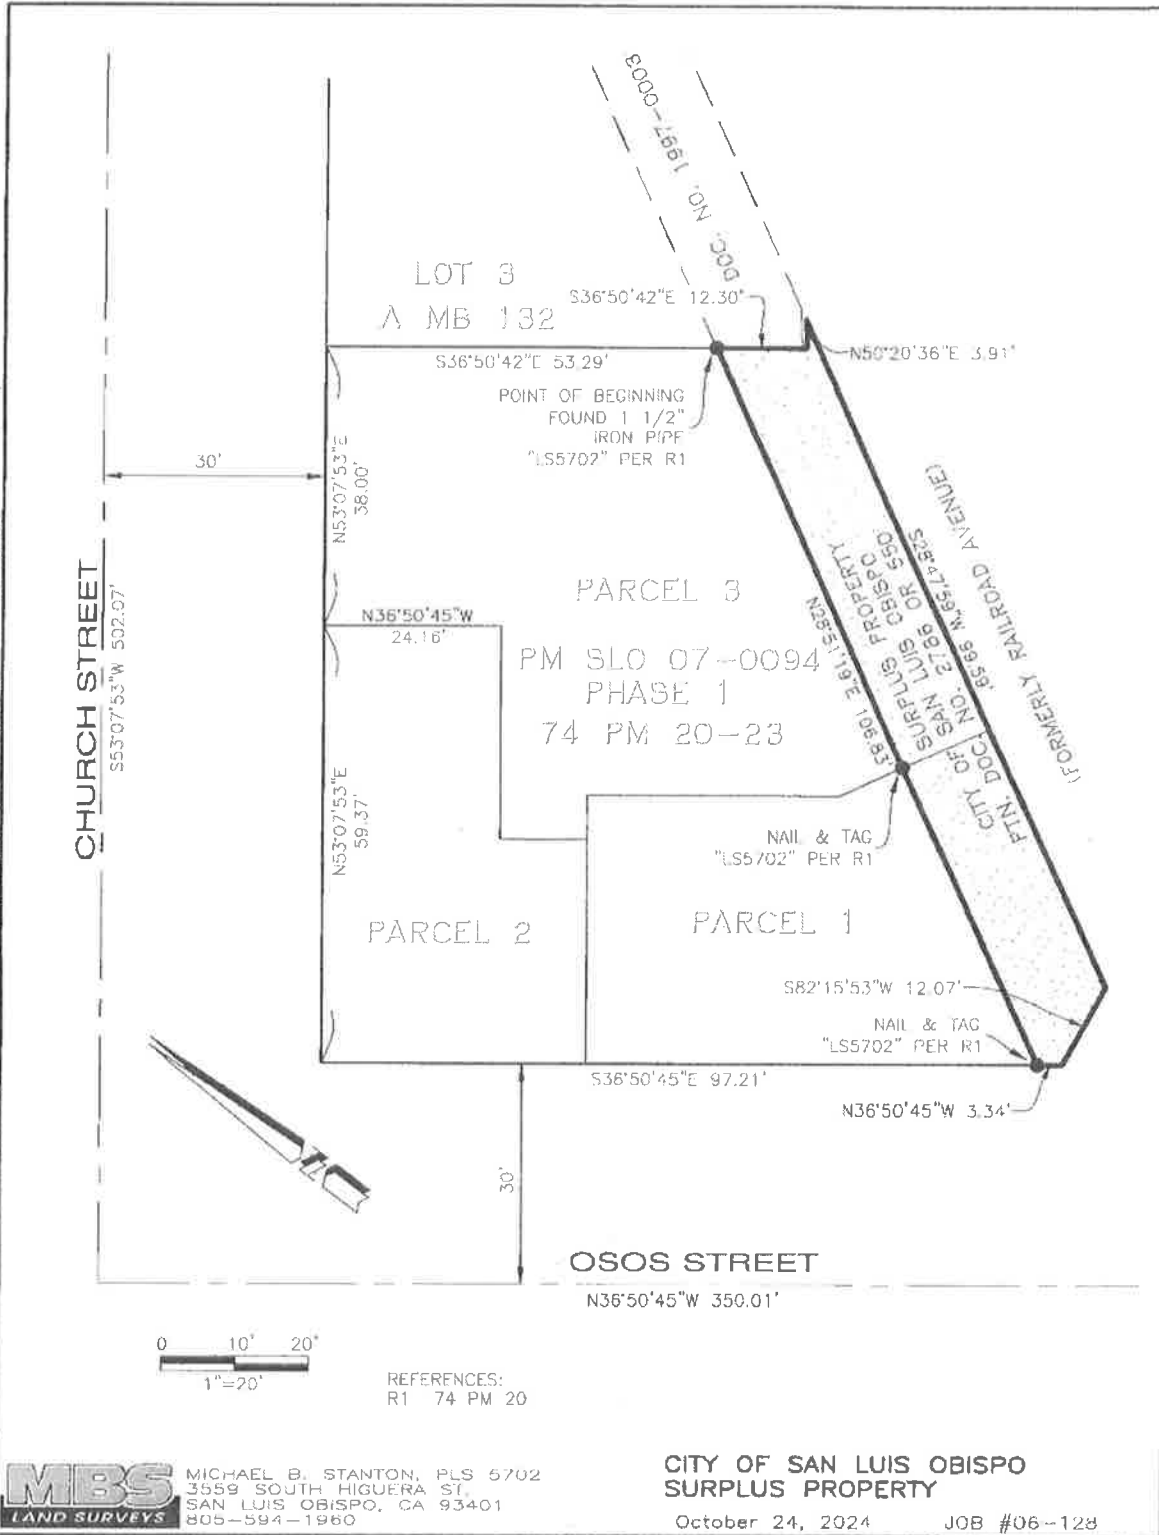 DOC. NO. 1997-0003
LOT 3
A MB 132
S36°50'42"E 12.30'
S36°50'42"E 53.29'
N50°20'36"E 3.91'
POINT OF BEGINNING
FOUND 1 1/2"
IRON PIPE
"LS5702" PER R1
30'
N53°07'53"E
38.00'
CHURCH STREET
S53°07'53"W 502.07'
N36°50'45"W
24.16'
PARCEL 3
PM SLO 07-0094
PHASE 1
74 PM 20-23
N28°51'19"E 106.83'
SURPLUS PROPERTY
CITY OF SAN LUIS OBISPO
PTN. DOC. NO. 2786 OR 550
S28°47'59"W
(FORMERLY RAILROAD AVENUE)
N53°07'53"E
59.37'
NAIL & TAG
"LS5702" PER R1
PARCEL 2
PARCEL 1
S82°15'53"W 12.07'
NAIL & TAG
"LS5702" PER R1
S36°50'45"E 97.21'
N36°50'45"W 3.34'
30'
OSOS STREET
N36°50'45"W 350.01'
0 10' 20'
1"=20'
REFERENCES:
R1 74 PM 20
MBS
LAND SURVEYS
MICHAEL B. STANTON, PLS 5702
3559 SOUTH HIGUERA ST.
SAN LUIS OBISPO, CA 93401
805-594-1960
CITY OF SAN LUIS OBISPO
SURPLUS PROPERTY
October 24, 2024 JOB #06-128